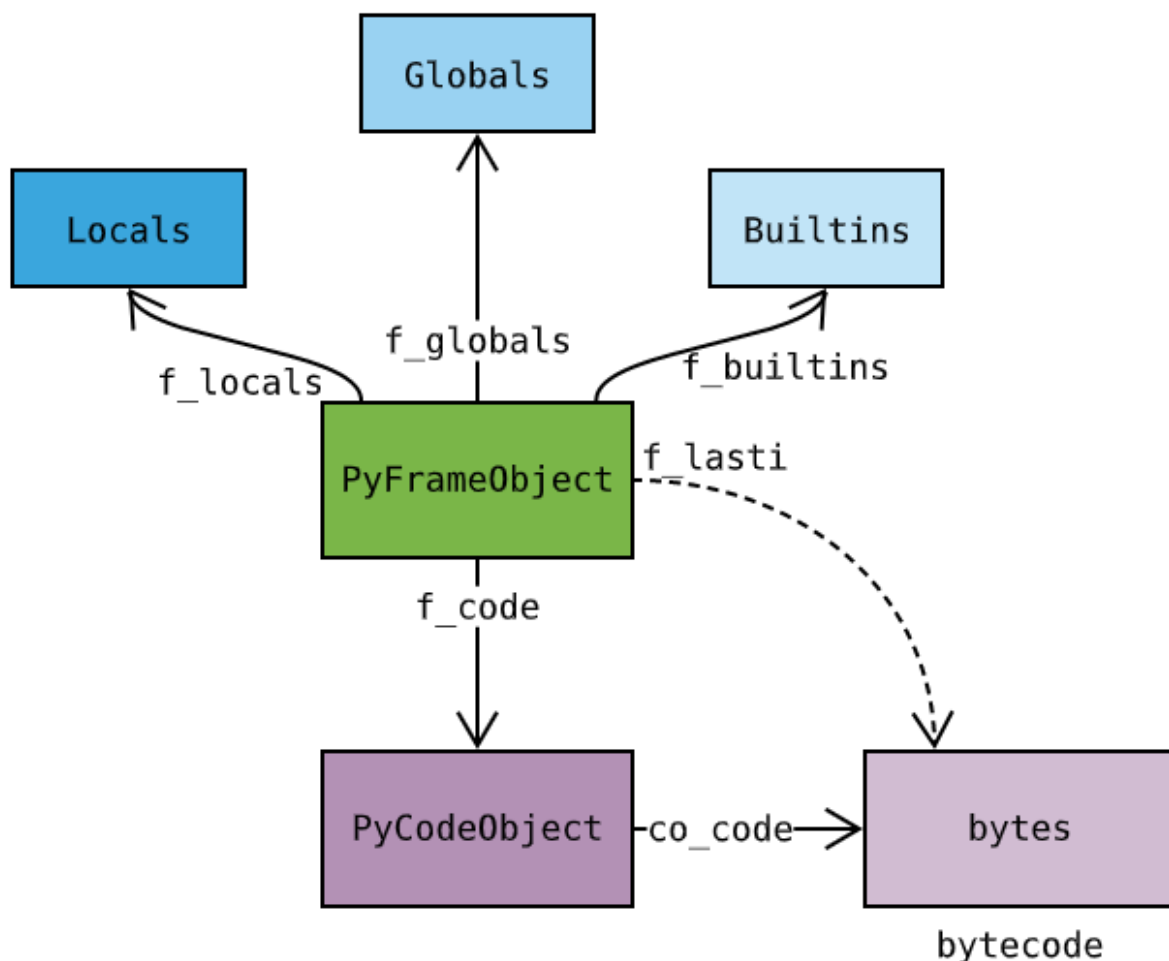 Globals
Locals
Builtins
f_globals
f_builtins
f_locals
f_lasti
PyFrameObject
f_code
PyCodeObject
co_code
bytes
bytecode